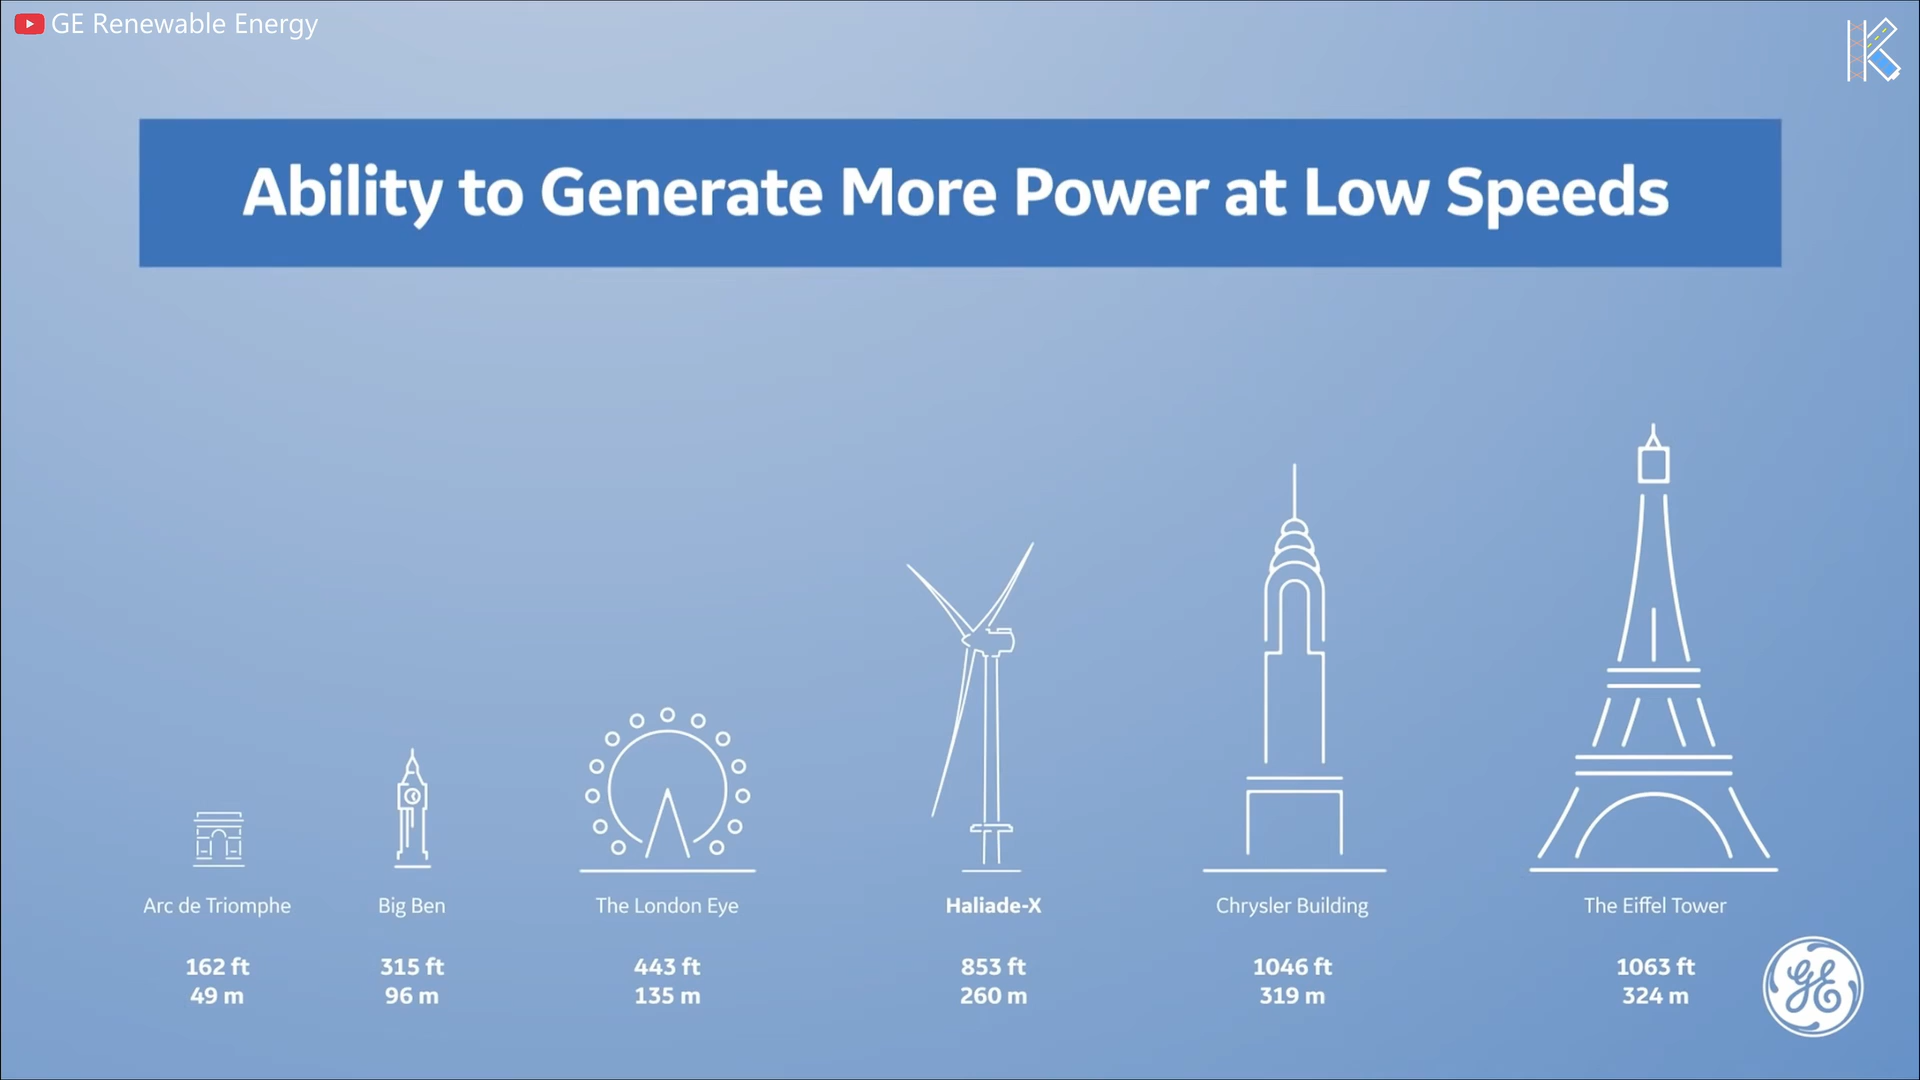 GE Renewable Energy
K
Ability to Generate More Power at Low Speeds
Arc de Triomphe
162 ft
49 m
Big Ben
315 ft
96 m
The London Eye
443 ft
135 m
Haliade-X
853 ft
260 m
Chrysler Building
1046 ft
319 m
The Eiffel Tower
1063 ft
324 m
GE